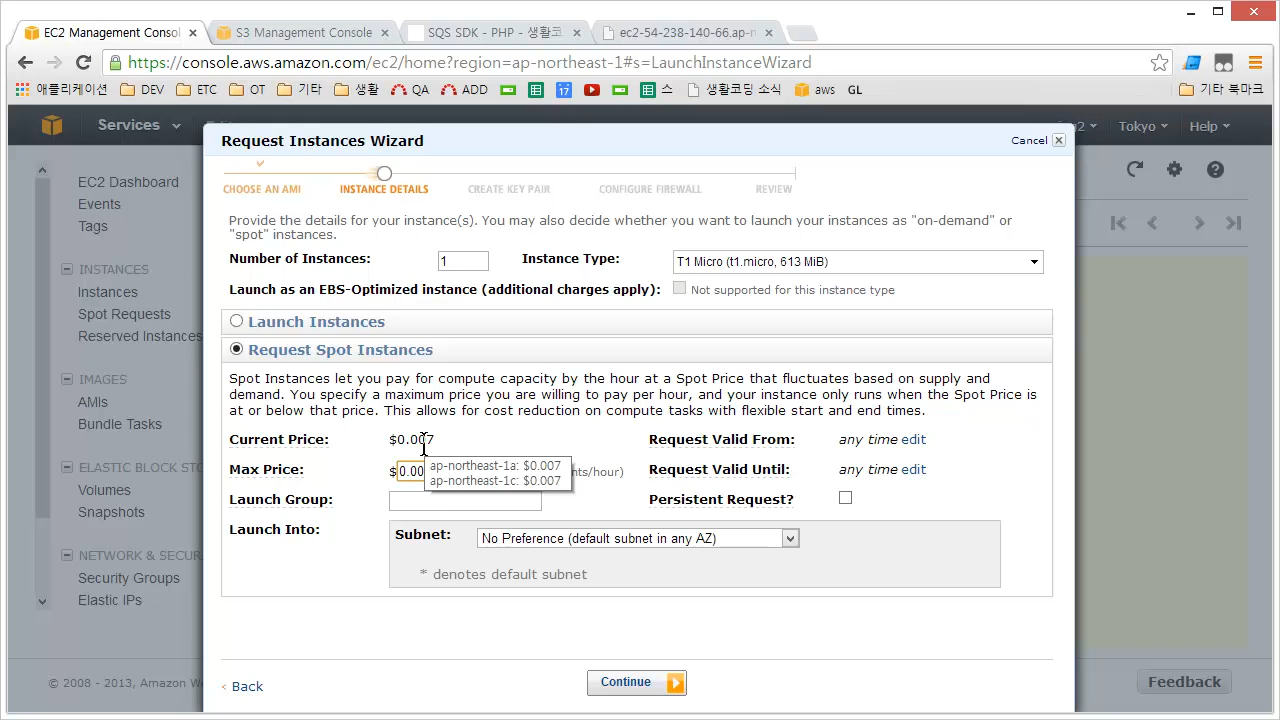 EC2 Management Consol
S3 Management Console
SQS SDK - PHP - 생활코
ec2-54-238-140-66.ap-n
https://console.aws.amazon.com/ec2/home?region=ap-northeast-1#s=LaunchInstanceWizard
애플리케이션
DEV
ETC
OT
기타
생활
QA
ADD
17
스
생활코딩 소식
aws
GL
기타 북마크
Services
Tokyo
Help
EC2 Dashboard
Events
Tags
INSTANCES
Instances
Spot Requests
Reserved Instances
IMAGES
AMIs
Bundle Tasks
ELASTIC BLOCK STO
Volumes
Snapshots
NETWORK & SECUR
Security Groups
Elastic IPs
Request Instances Wizard
Cancel
CHOOSE AN AMI
INSTANCE DETAILS
CREATE KEY PAIR
CONFIGURE FIREWALL
REVIEW
Provide the details for your instance(s). You may also decide whether you want to launch your instances as "on-demand" or
"spot" instances.
Number of Instances: 1 Instance Type: T1 Micro (t1.micro, 613 MiB)
Launch as an EBS-Optimized instance (additional charges apply): Not supported for this instance type
Launch Instances
Request Spot Instances
Spot Instances let you pay for compute capacity by the hour at a Spot Price that fluctuates based on supply and
demand. You specify a maximum price you are willing to pay per hour, and your instance only runs when the Spot Price is
at or below that price. This allows for cost reduction on compute tasks with flexible start and end times.
Current Price: $0.007 Request Valid From: any time edit
Max Price: $ 0.00 nts/hour) Request Valid Until: any time edit
ap-northeast-1a: $0.007
ap-northeast-1c: $0.007
Launch Group: Persistent Request?
Launch Into: Subnet: No Preference (default subnet in any AZ)
* denotes default subnet
Back
Continue
© 2008 - 2013, Amazon W
Feedback